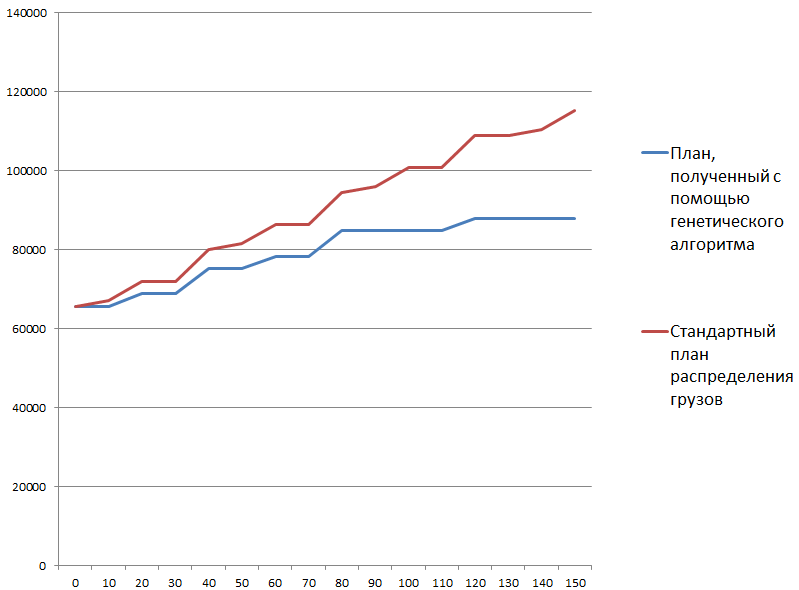 140000
120000
100000
80000
60000
40000
20000
0
0 10 20 30 40 50 60 70 80 90 100 110 120 130 140 150
План,
полученный с
помощью
генетического
алгоритма
Стандартный
план
распределения
грузов